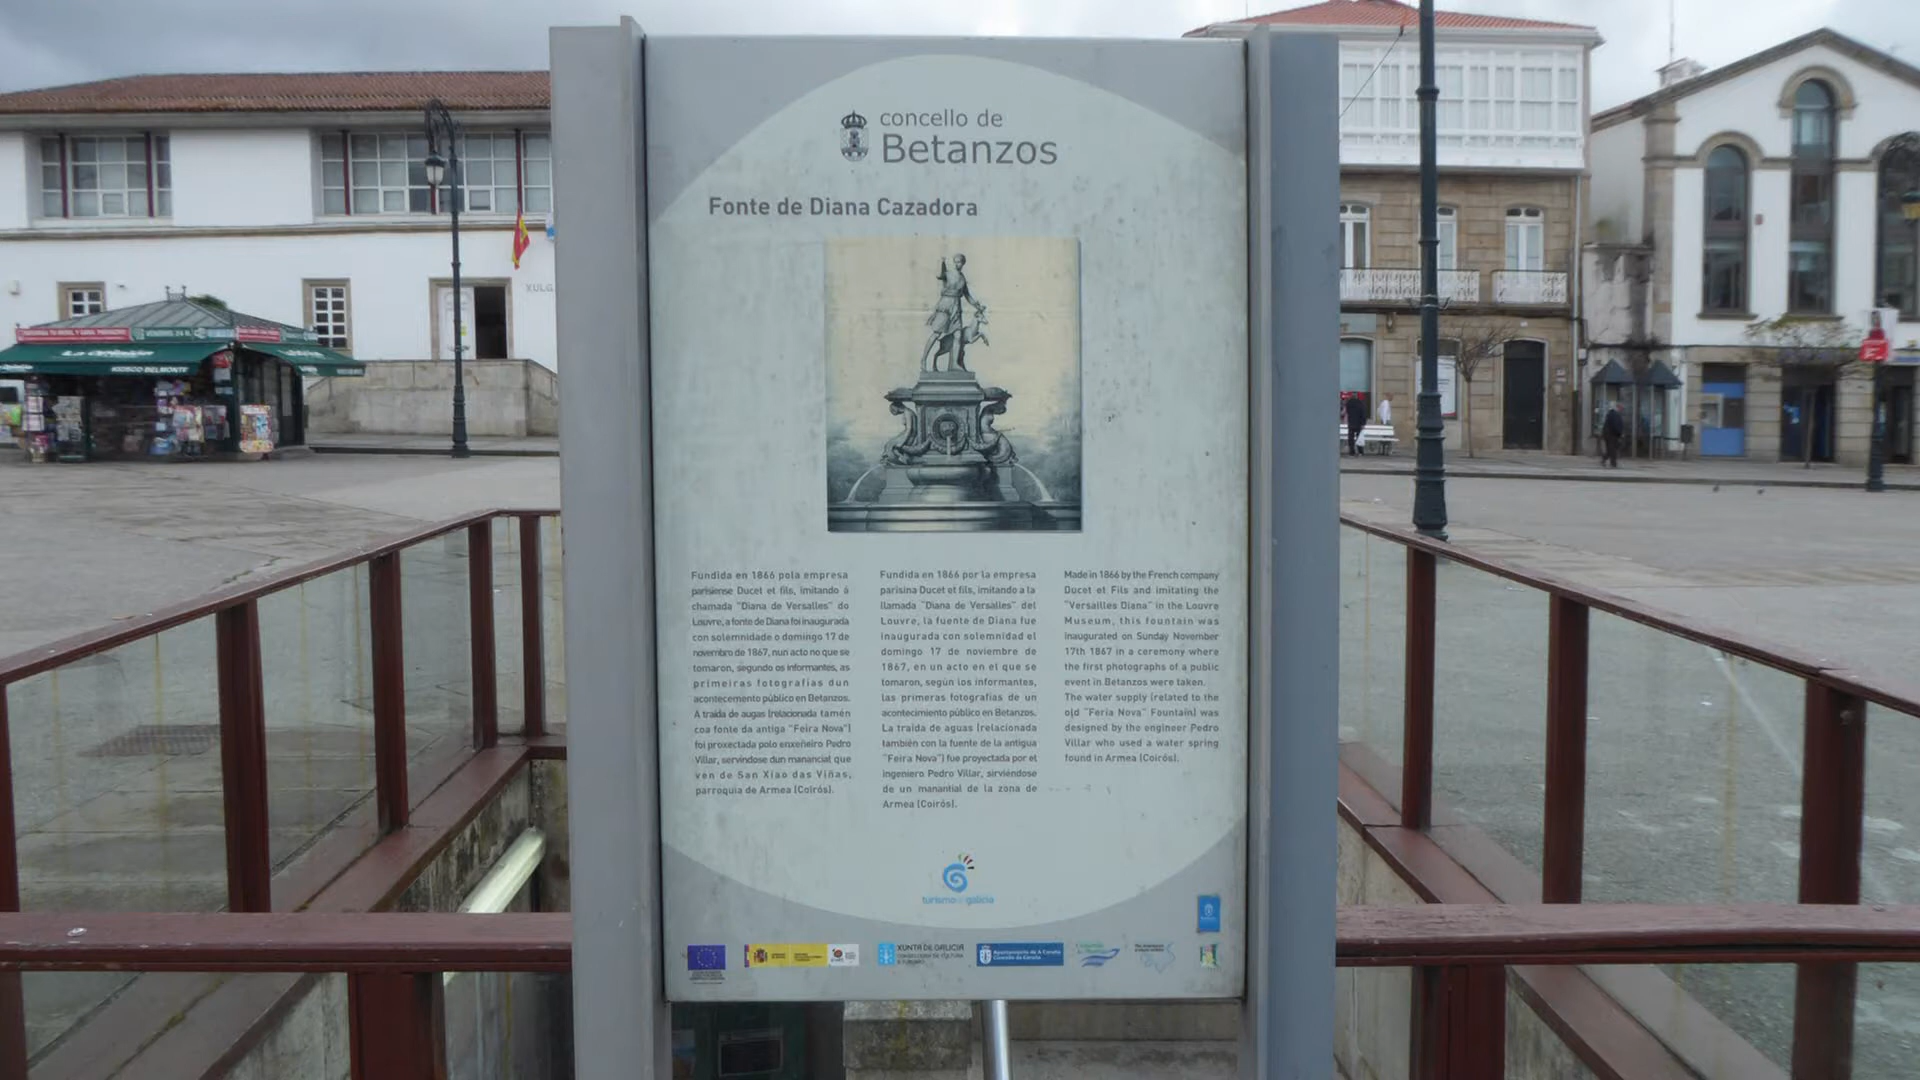 concello de
Betanzos
Fonte de Diana Cazadora
Fundida en 1866 pola empresa
parisiense Ducet et fils, imitando á
chamada "Diana de Versalles" do
Louvre, a fonte de Diana foi inaugurada
con solemnidade o domingo 17 de
novembro de 1867, nun acto no que se
tomaron, segundo os informantes, as
primeiras fotografías dun
acontecemento público en Betanzos.
A traída de augas (relacionada tamén
coa fonte da antiga "Feira Nova")
foi proxectada polo enxeñeiro Pedro
Villar, servíndose dun manancial que
ven de San Xiao das Viñas,
parroquia de Armea (Coirós).
Fundida en 1866 por la empresa
parisina Ducet et fils, imitando a la
llamada "Diana de Versalles" del
Louvre, la fuente de Diana fue
inaugurada con solemnidad el
domingo 17 de noviembre de
1867, en un acto en el que se
tomaron, según los informantes,
las primeras fotografías de un
acontecimiento público en Betanzos.
La traída de aguas (relacionada
también con la fuente de la antigua
"Feira Nova") fue proyectada por el
ingeniero Pedro Villar, sirviéndose
de un manantial de la zona de
Armea (Coirós).
Made in 1866 by the French company
Ducet et Fils and imitating the
"Versailles Diana" in the Louvre
Museum, this fountain was
inaugurated on Sunday November
17th 1867 in a ceremony where
the first photographs of a public
event in Betanzos were taken.
The water supply (related to the
old "Feria Nova" Fountain) was
designed by the engineer Pedro
Villar who used a water spring
found in Armea (Coirós).
turismo de galicia
XUNTA DE GALICIA
La Opinión
KIOSCO BELMONTE
XULG